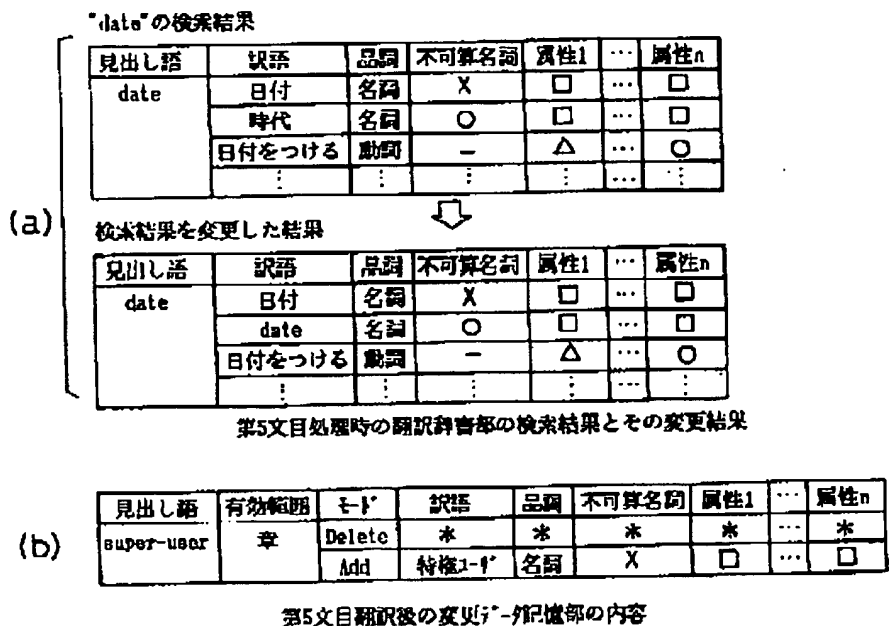 "date"の検索結果
見出し語 訳語 品詞 不可算名詞 属性1 … 属性n
date 日付 名詞 X □ … □
時代 名詞 ○ □ … □
日付をつける 動詞 − △ … ○
⋮ ⋮ ⋮ ⋮ … ⋮
(a)
検索結果を変更した結果
見出し語 訳語 品詞 不可算名詞 属性1 … 属性n
date 日付 名詞 X □ … □
date 名詞 ○ □ … □
日付をつける 動詞 − △ … ○
⋮ ⋮ ⋮ ⋮ … ⋮
第5文目処理時の翻訳辞書部の検索結果とその変更結果
(b)
見出し語 有効範囲 モード 訳語 品詞 不可算名詞 属性1 … 属性n
super-user 章 Delete * * * * … *
Add 特権ユーザ 名詞 X □ … □
第5文目翻訳後の変更データ記憶部の内容